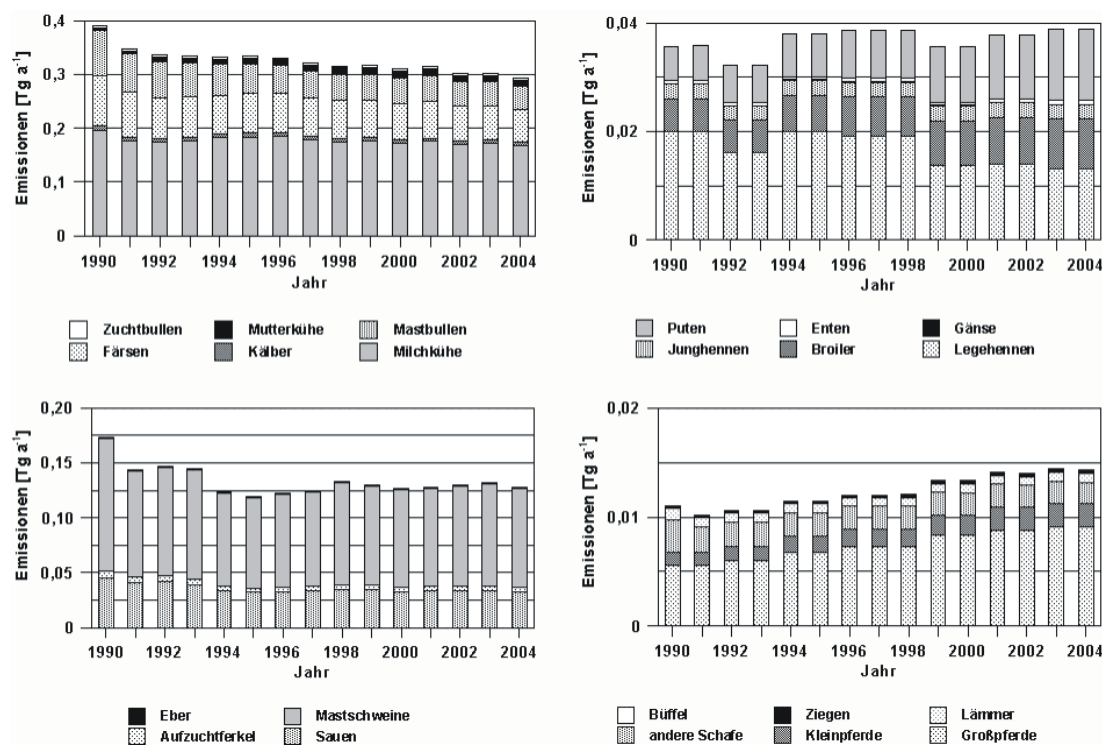 0,4
0,3
0,2
0,1
0
Emissionen [Tg a-1]
1990 1992 1994 1996 1998 2000 2002 2004
Jahr
Zuchtbullen Mutterkühe Mastbullen
Färsen Kälber Milchkühe
0,04
0,02
0
Emissionen [Tg a-1]
1990 1992 1994 1996 1998 2000 2002 2004
Jahr
Puten Enten Gänse
Junghennen Broiler Legehennen
0,20
0,15
0,10
0,05
0
Emissionen [Tg a-1]
1990 1992 1994 1996 1998 2000 2002 2004
Jahr
Eber Mastschweine
Aufzuchtferkel Sauen
0,02
0,01
0
Emissionen [Tg a-1]
1990 1992 1994 1996 1998 2000 2002 2004
Jahr
Büffel Ziegen Lämmer
andere Schafe Kleinpferde Großpferde